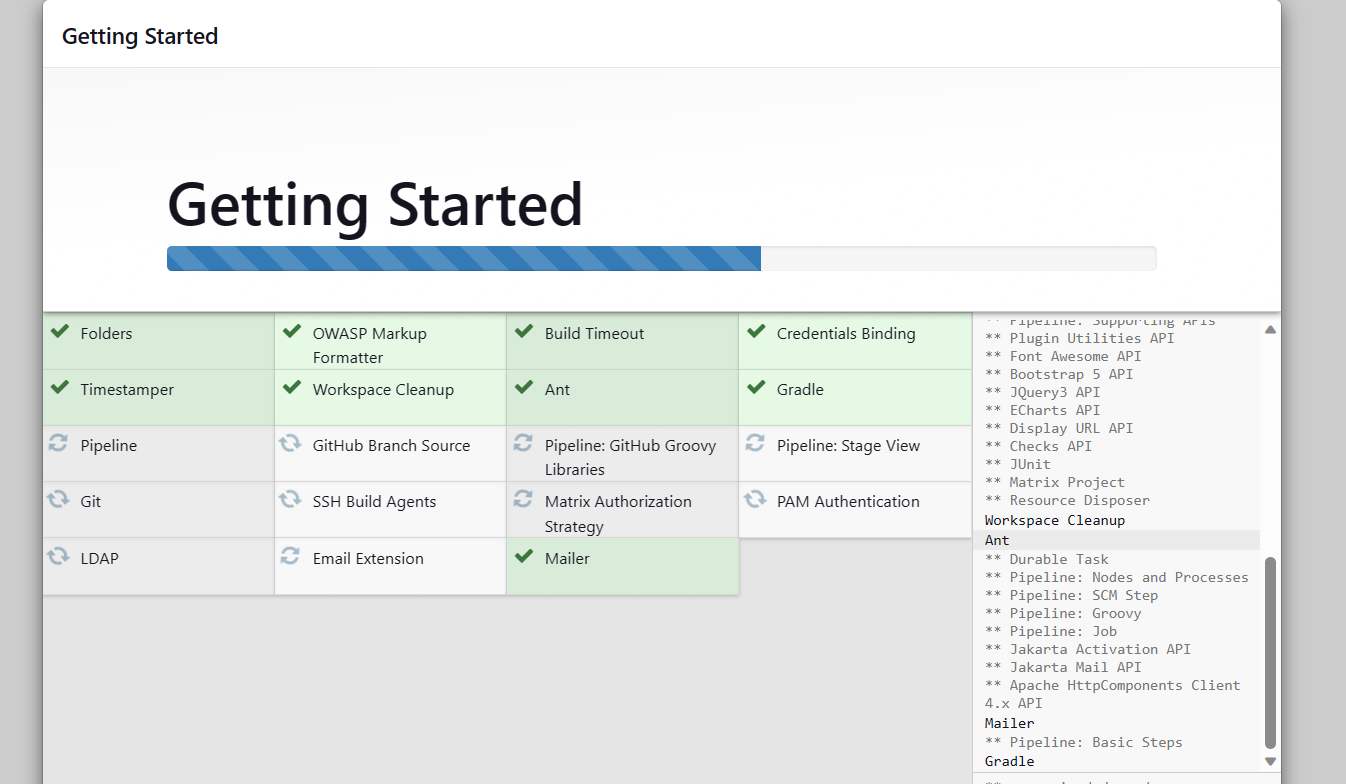 Getting Started
Getting Started
Folders
OWASP Markup
Formatter
Build Timeout
Credentials Binding
Timestamper
Workspace Cleanup
Ant
Gradle
Pipeline
GitHub Branch Source
Pipeline: GitHub Groovy
Libraries
Pipeline: Stage View
Git
SSH Build Agents
Matrix Authorization
Strategy
PAM Authentication
LDAP
Email Extension
Mailer
** Pipeline: Supporting APIs
** Plugin Utilities API
** Font Awesome API
** Bootstrap 5 API
** JQuery3 API
** ECharts API
** Display URL API
** Checks API
** JUnit
** Matrix Project
** Resource Disposer
Workspace Cleanup
Ant
** Durable Task
** Pipeline: Nodes and Processes
** Pipeline: SCM Step
** Pipeline: Groovy
** Pipeline: Job
** Jakarta Activation API
** Jakarta Mail API
** Apache HttpComponents Client
4.x API
Mailer
** Pipeline: Basic Steps
Gradle